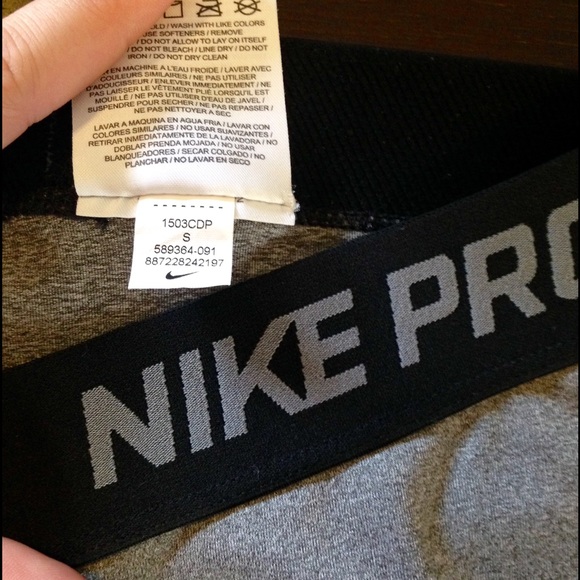 OLD / WASH WITH LIKE COLORS
USE SOFTENERS / REMOVE
/ DO NOT ALLOW TO LAY ON ITSELF
/ DO NOT BLEACH / LINE DRY / DO NOT
IRON / DO NOT DRY CLEAN
EN MACHINE A L'EAU FROIDE / LAVER AVEC
COULEURS SIMILAIRES / NE PAS UTILISER
D'ADOUCISSEUR / ENLEVER IMMÉDIATEMENT /
NE PAS LAISSER LE VÊTEMENT PLIÉ LORSQU'IL EST
MOUILLÉ / NE PAS UTILISER D'EAU DE JAVEL /
SUSPENDRE POUR SECHER / NE PAS REPASSER /
NE PAS NETTOYER A SEC
LAVAR A MAQUINA EN AGUA FRIA / LAVAR CON
COLORES SIMILARES / NO USAR SUAVIZANTES /
RETIRAR INMEDIATAMENTE DE LA LAVADORA / NO
DOBLAR PRENDA MOJADA / NO USAR
BLANQUEADORES / SECAR COLGADO / NO
PLANCHAR / NO LAVAR EN SECO
1503CDP
S
589364-091
887228242197
NIKE PRO